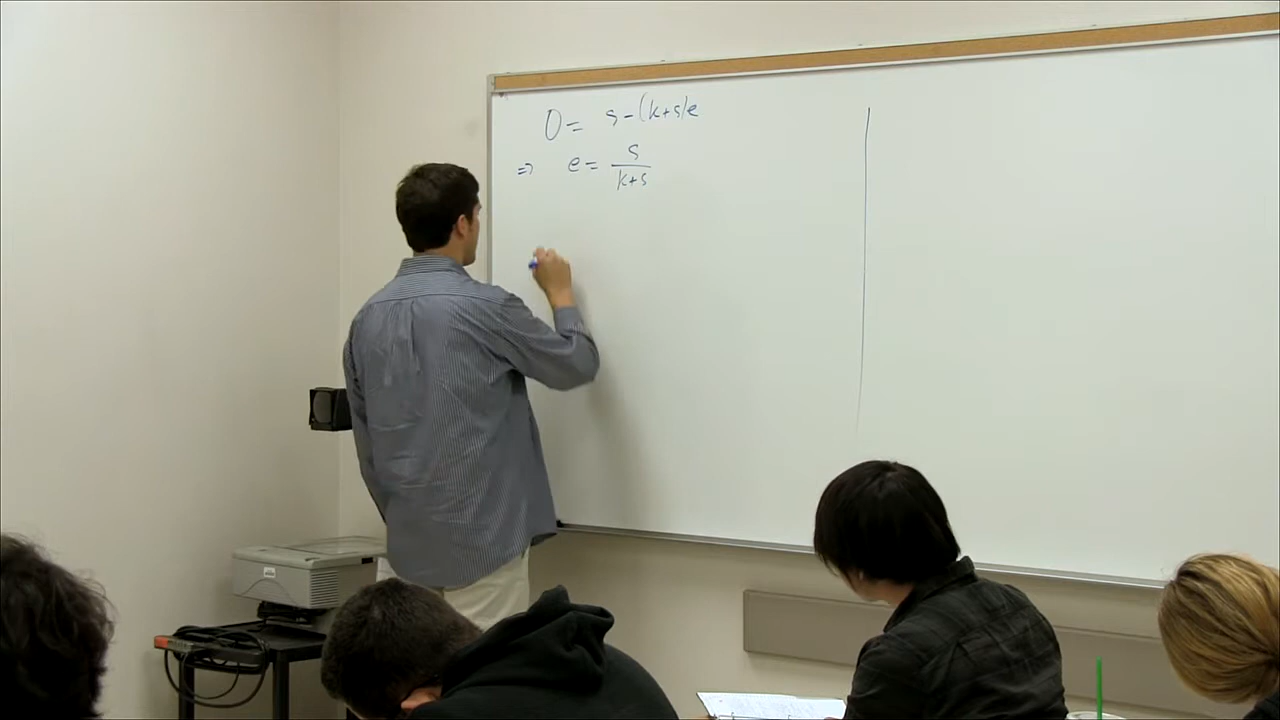 0 = s - (k+s)e
⇒ e = s/(k+s)